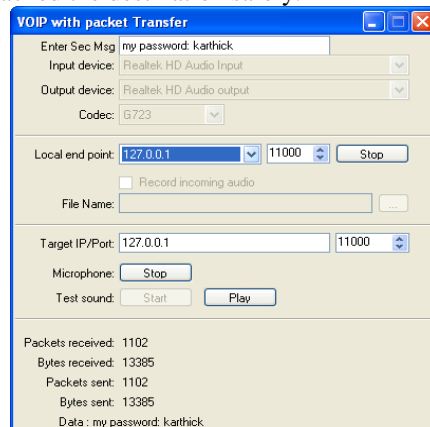 VOIP with packet Transfer
Enter Sec Msg my password: karthick
Input device: Realtek HD Audio Input
Output device: Realtek HD Audio output
Codec: G723
Local end point: 127.0.0.1 11000 Stop
Record incoming audio
File Name: ...
Target IP/Port: 127.0.0.1 11000
Microphone: Stop
Test sound: Start Play
Packets received: 1102
Bytes received: 13385
Packets sent: 1102
Bytes sent: 13385
Data : my password: karthick